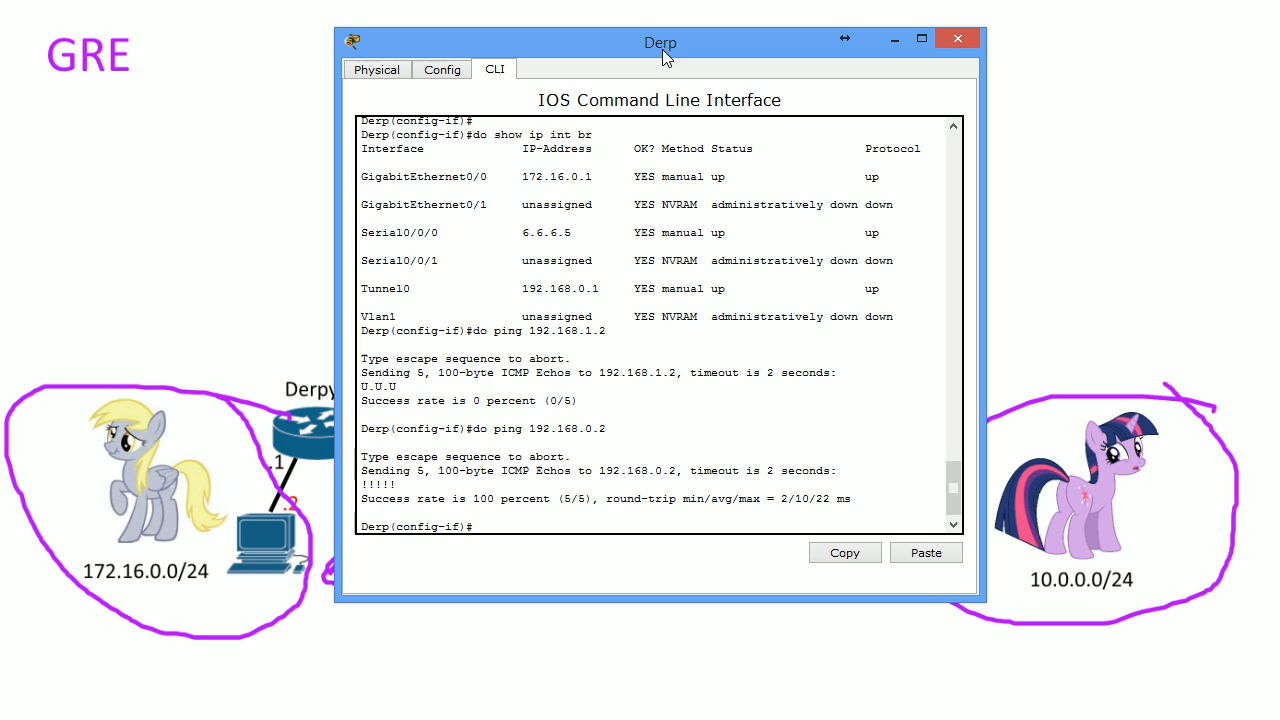 GRE
Derp
Physical Config CLI
IOS Command Line Interface
Derp(config-if)#
Derp(config-if)#do show ip int br
Interface IP-Address OK? Method Status Protocol
GigabitEthernet0/0 172.16.0.1 YES manual up up
GigabitEthernet0/1 unassigned YES NVRAM administratively down down
Serial0/0/0 6.6.6.5 YES manual up up
Serial0/0/1 unassigned YES NVRAM administratively down down
Tunnel0 192.168.0.1 YES manual up up
Vlan1 unassigned YES NVRAM administratively down down
Derp(config-if)#do ping 192.168.1.2
Type escape sequence to abort.
Sending 5, 100-byte ICMP Echos to 192.168.1.2, timeout is 2 seconds:
U.U.U
Success rate is 0 percent (0/5)
Derp(config-if)#do ping 192.168.0.2
Type escape sequence to abort.
Sending 5, 100-byte ICMP Echos to 192.168.0.2, timeout is 2 seconds:
!!!!!
Success rate is 100 percent (5/5), round-trip min/avg/max = 2/10/22 ms
Derp(config-if)#
Copy Paste
Derpy
.1
.2
172.16.0.0/24
10.0.0.0/24